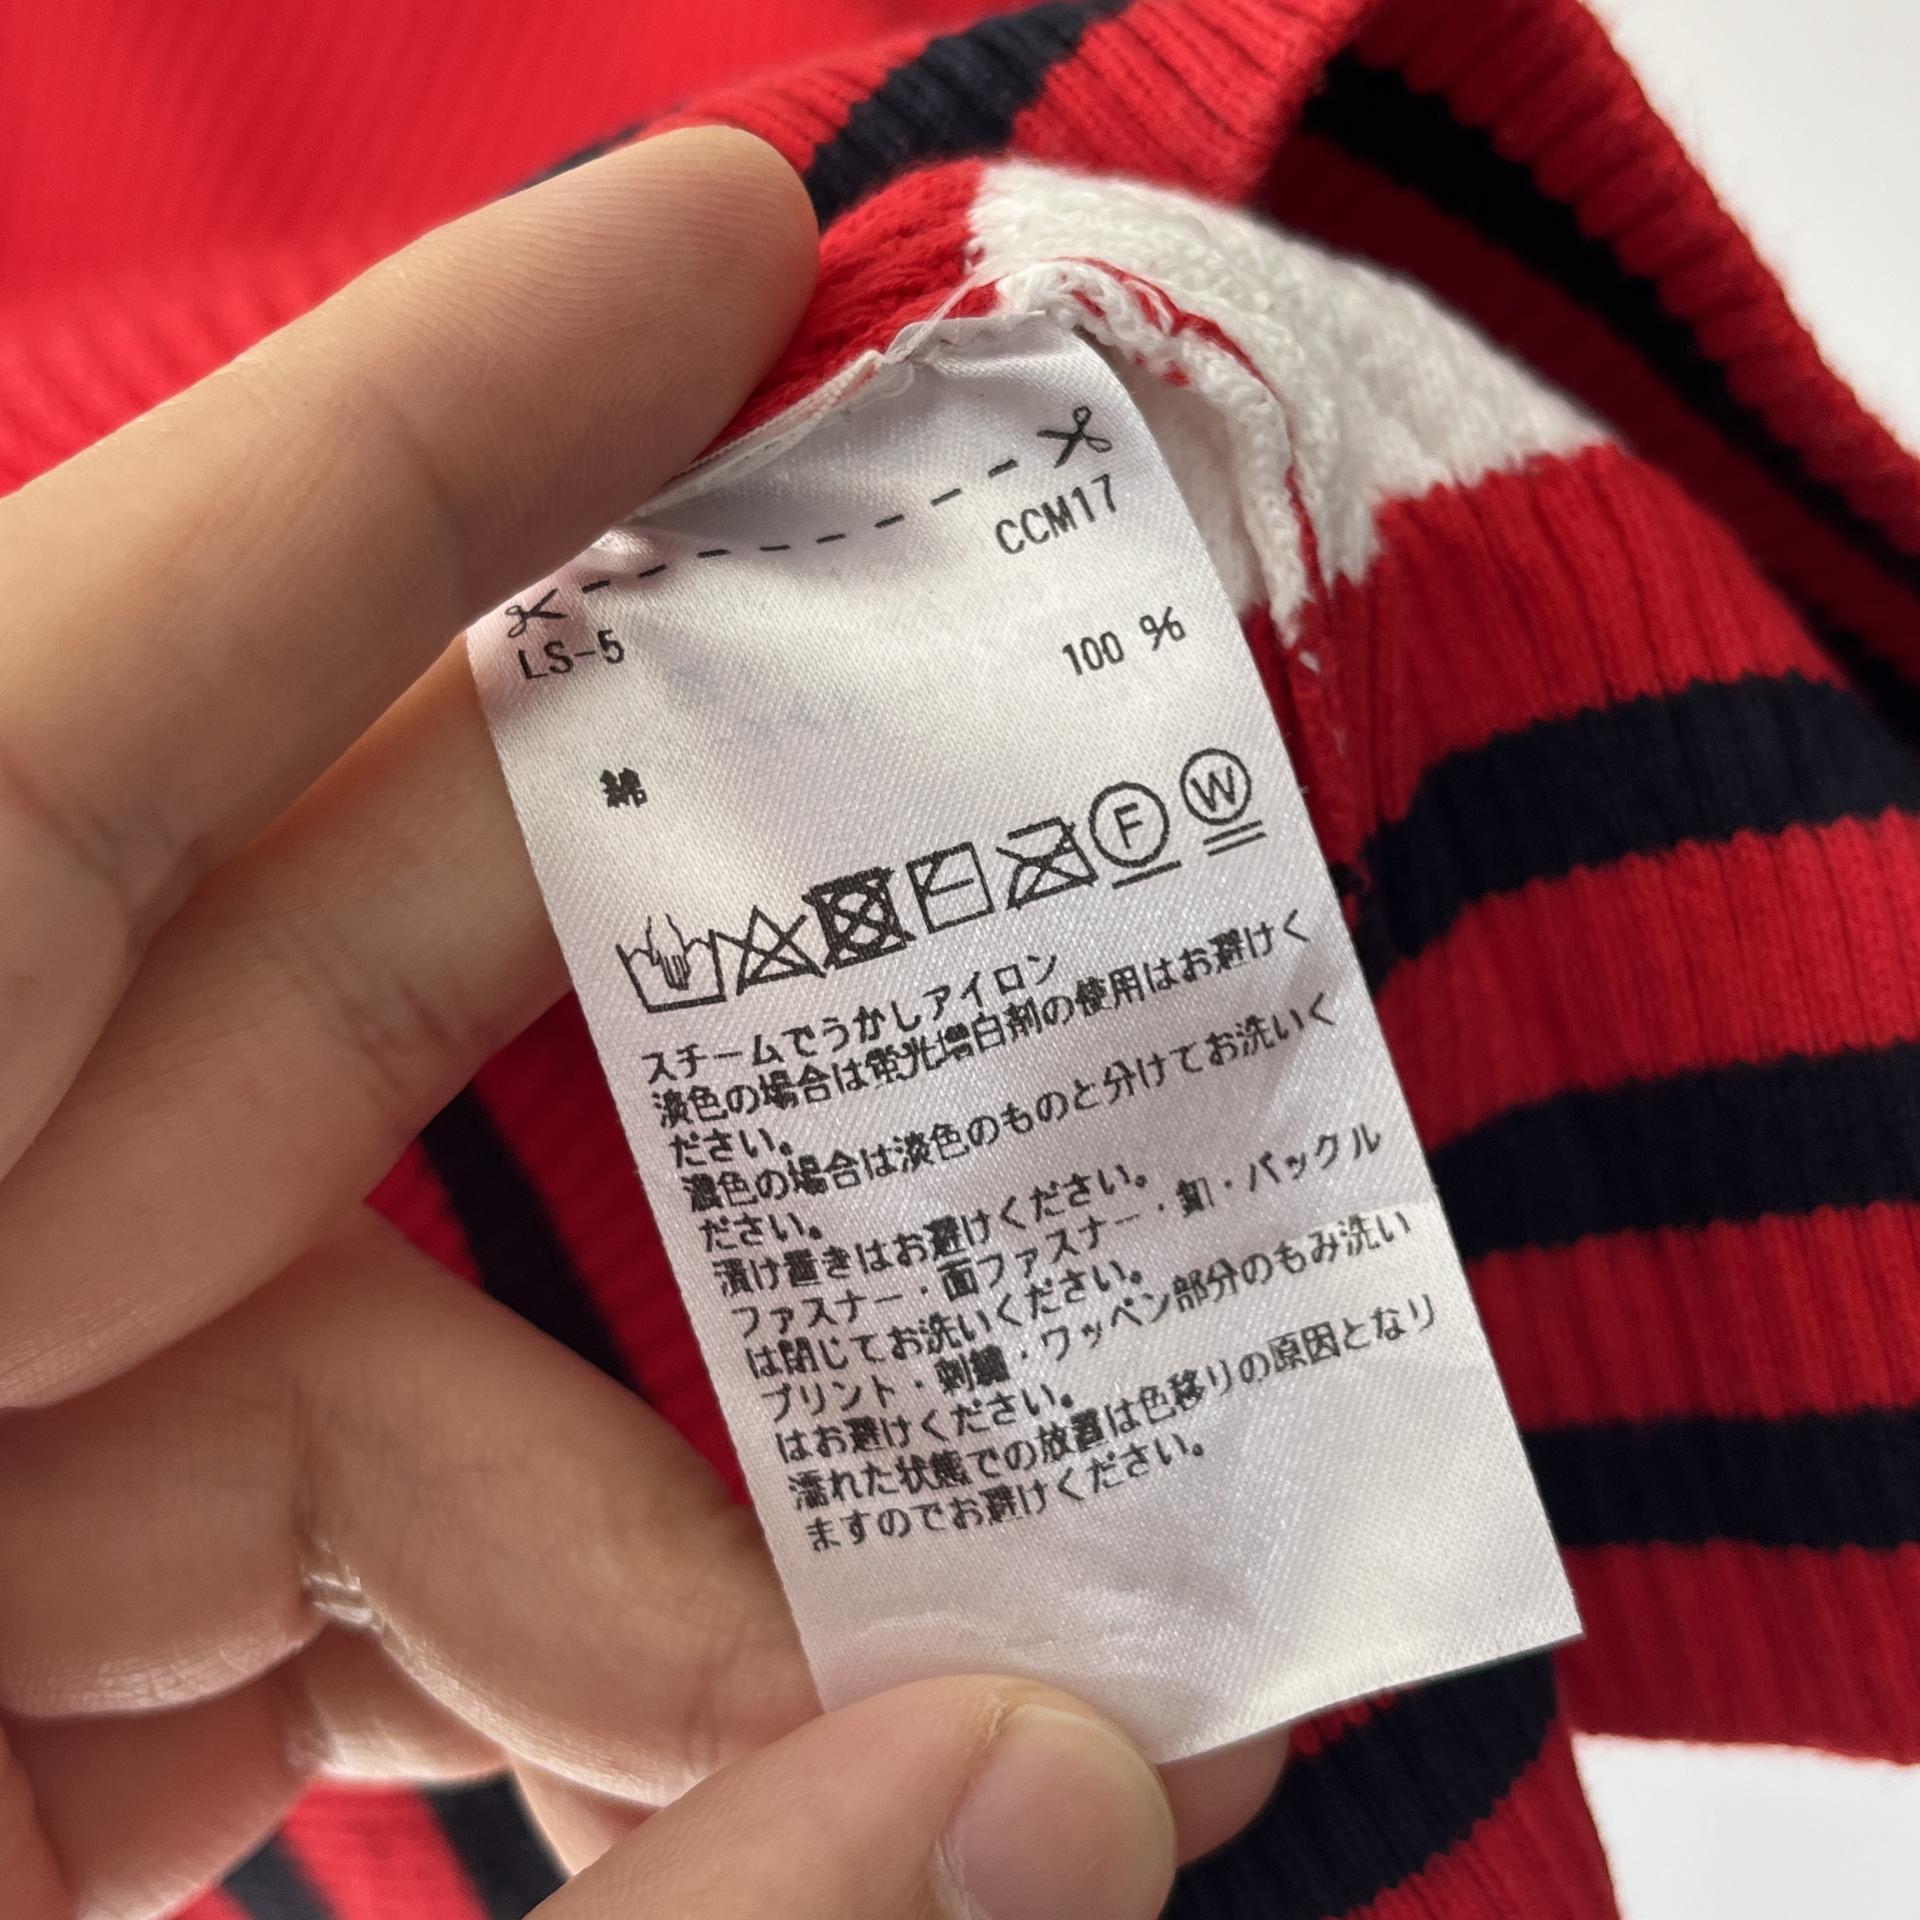 CCM17
LS-5
100 %
綿
F
W
スチームでうかしアイロン
淡色の場合は蛍光増白剤の使用はお避けく
ださい。
濃色の場合は淡色のものと分けてお洗いく
ださい。
漬け置きはお避けください。
ファスナー・面ファスナー・釦・バックル
は閉じてお洗いください。
プリント・刺繍・ワッペン部分のもみ洗い
はお避けください。
濡れた状態での放置は色移りの原因となり
ますのでお避けください。